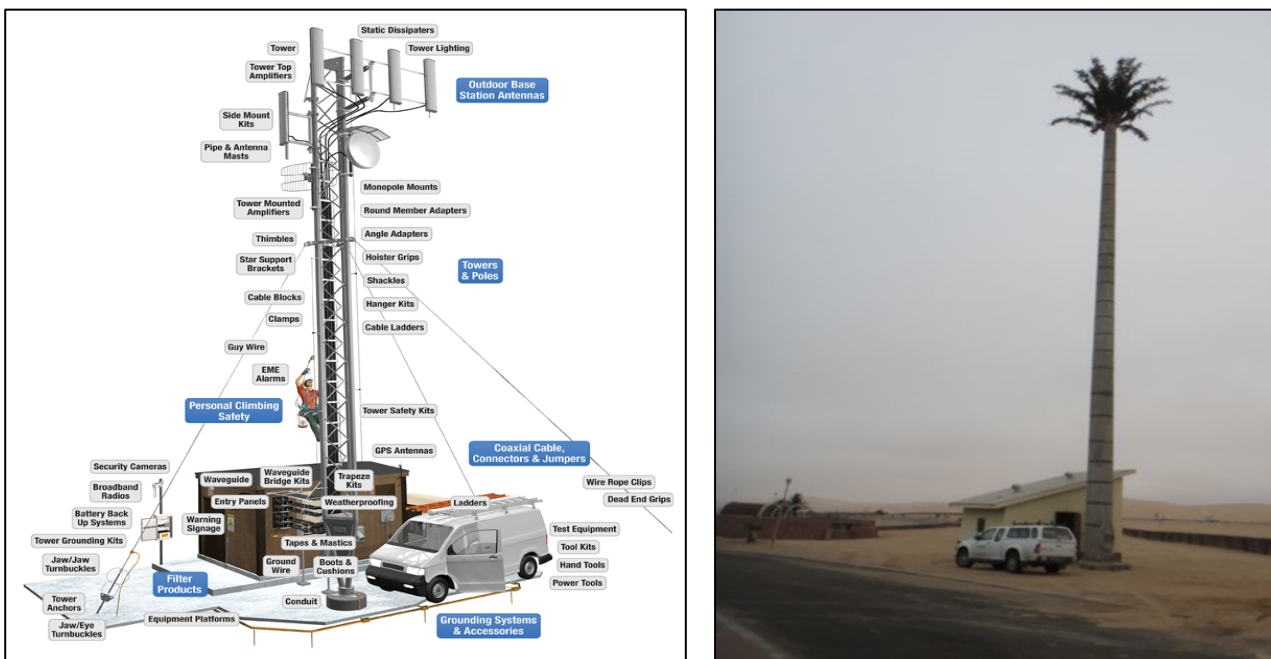 Static Dissipaters
Tower
Tower Lighting
Tower Top
Amplifiers
Outdoor Base
Station Antennas
Side Mount
Kits
Pipe & Antenna
Masts
Monopole Mounts
Tower Mounted
Amplifiers
Round Member Adapters
Thimbles
Angle Adapters
Star Support
Brackets
Hoister Grips
Towers
& Poles
Shackles
Cable Blocks
Hanger Kits
Clamps
Cable Ladders
Guy Wire
EME
Alarms
Personal Climbing
Safety
Tower Safety Kits
GPS Antennas
Coaxial Cable,
Connectors & Jumpers
Security Cameras
Waveguide
Waveguide
Bridge Kits
Trapeze
Kits
Wire Rope Clips
Broadband
Radios
Entry Panels
Weatherproofing
Ladders
Dead End Grips
Battery Back
Up Systems
Warning
Signage
Test Equipment
Tower Grounding Kits
Tapes & Mastics
Tool Kits
Jaw/Jaw
Turnbuckles
Ground
Wire
Boots &
Cushions
Hand Tools
Filter
Products
Power Tools
Tower
Anchors
Conduit
Jaw/Eye
Turnbuckles
Equipment Platforms
Grounding Systems
& Accessories